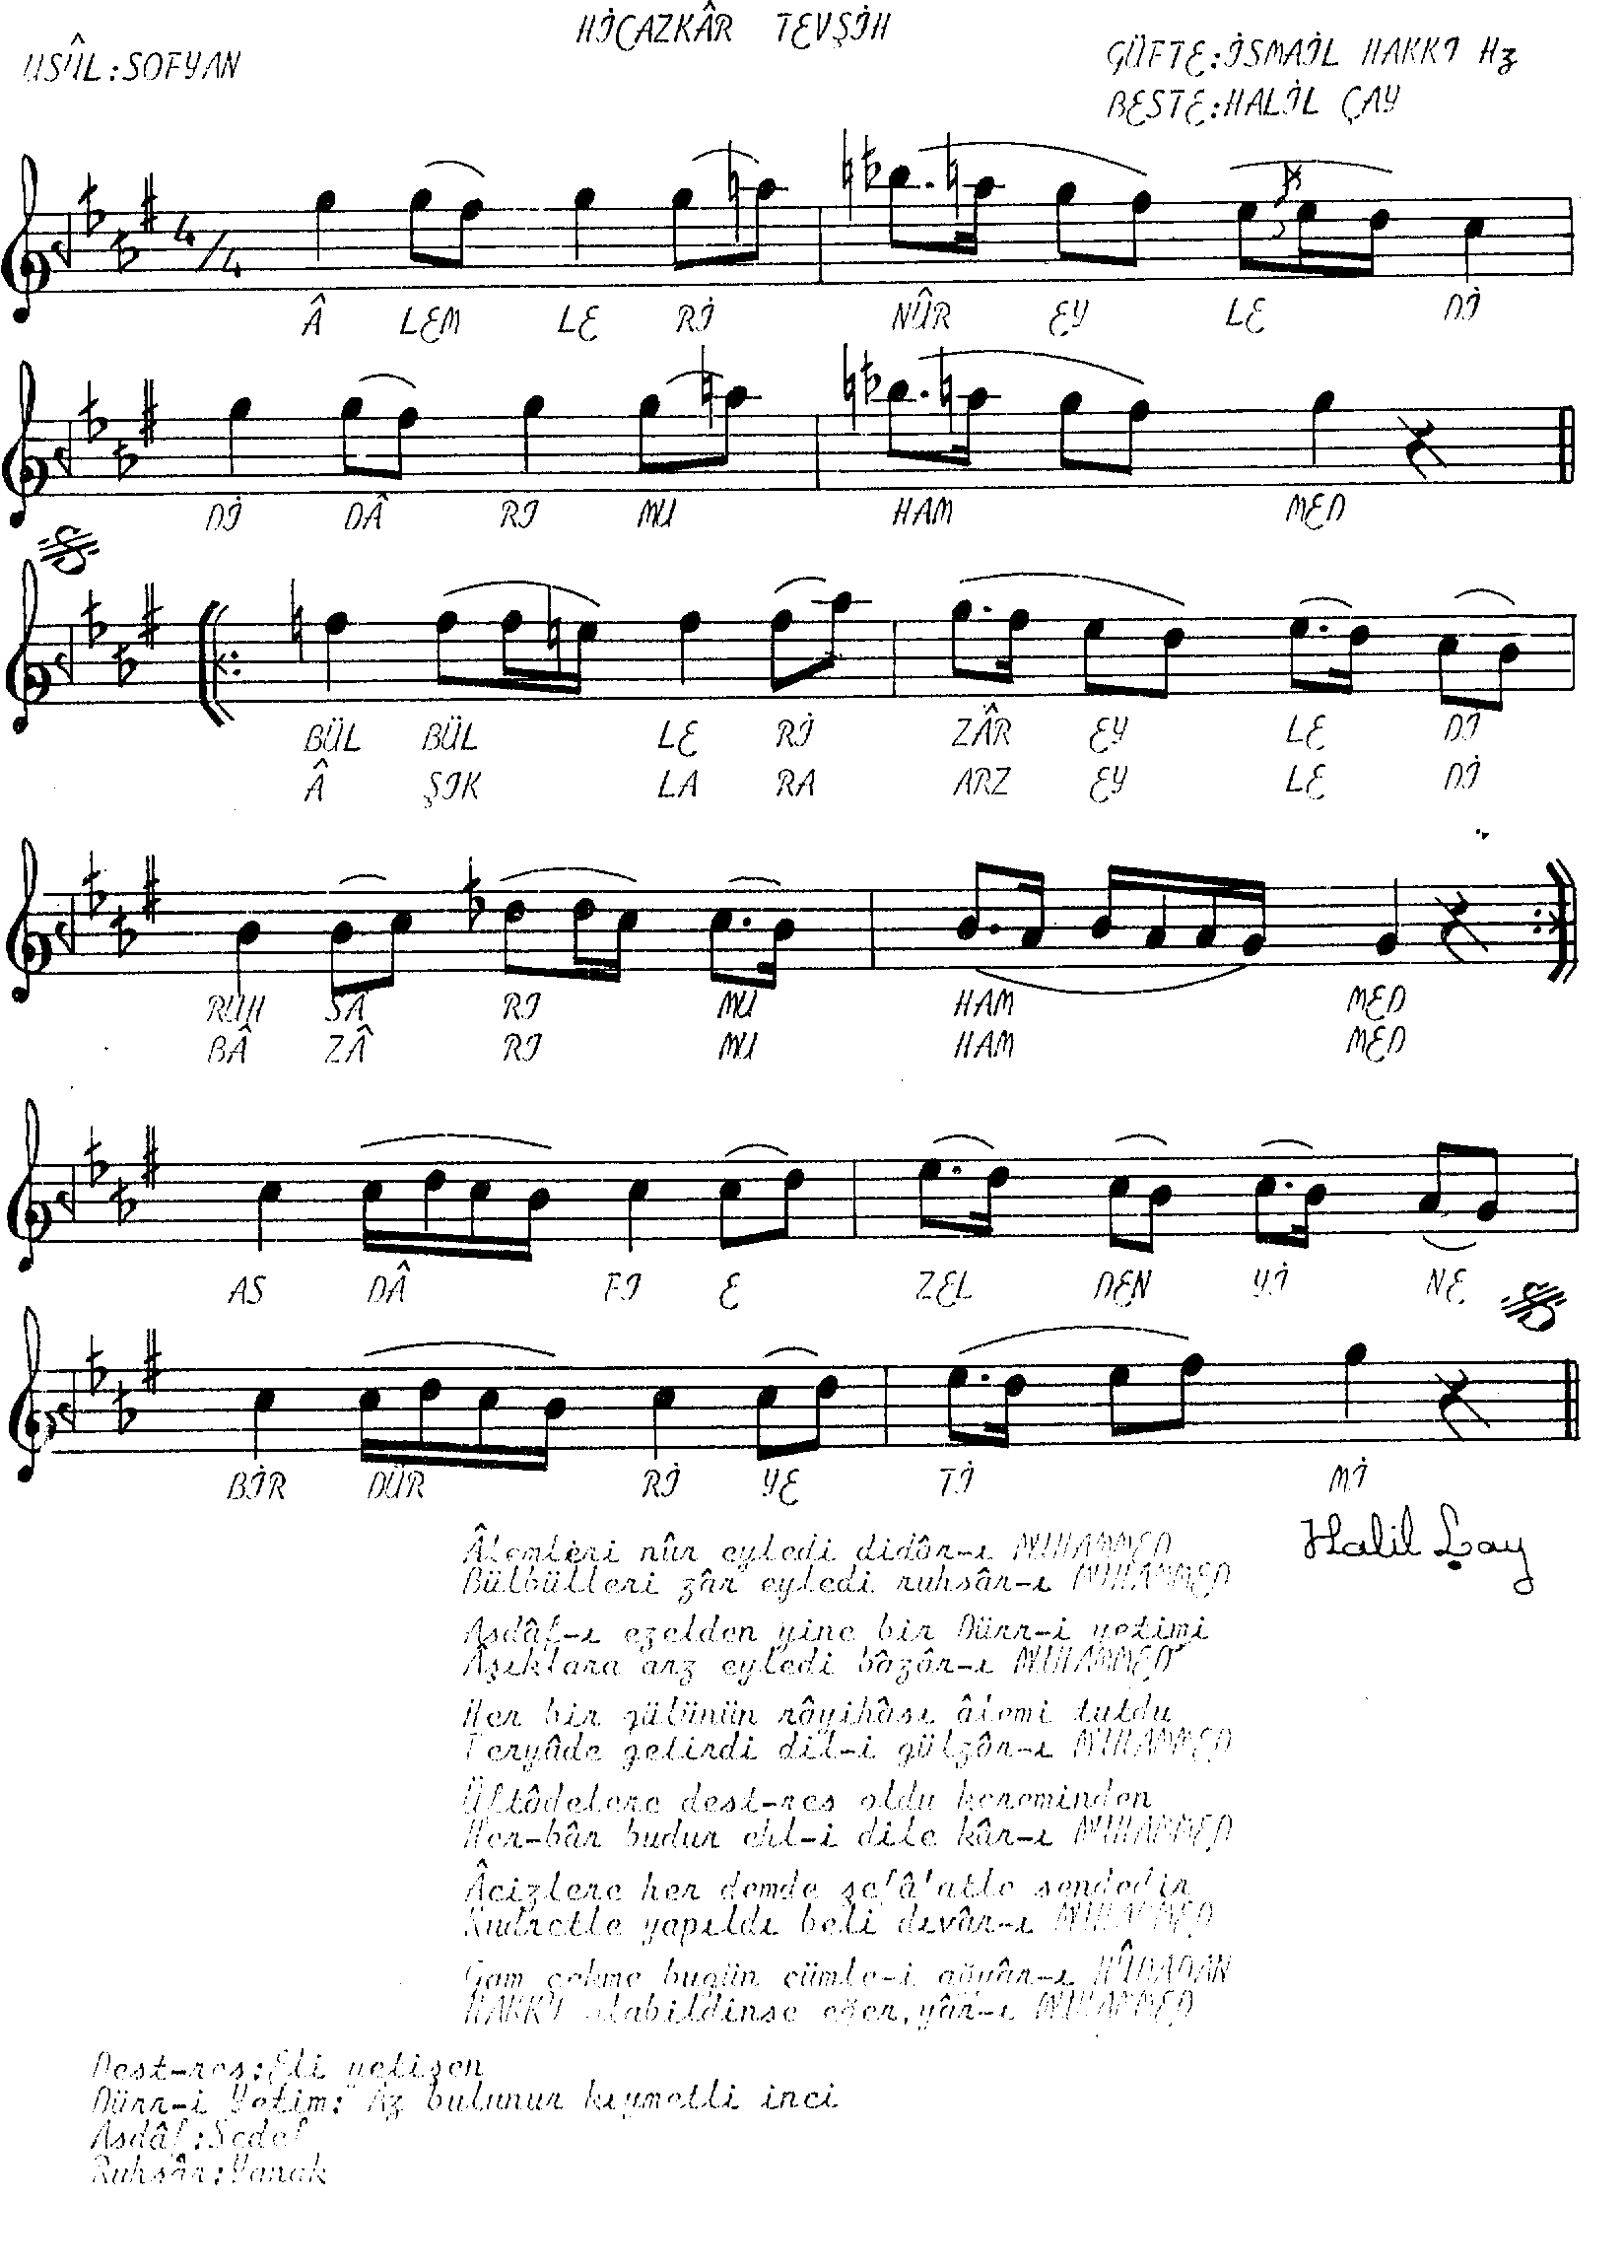 HİCAZKÂR TEVŞİH
USÛL:SOFYAN
GÜFTE:İSMAİL HAKKI Hz
BESTE:HALİL ÇAY
4/4
Â LEM LE Rİ NÛR EY LE Dİ
Dİ DÂ RI MU HAM MED
BÜL BÜL LE Rİ ZÂR EY LE Dİ
Â ŞIK LA RA ARZ EY LE Dİ
RUH SA RI MU HAM MED
BÂ ZÂ RI MU HAM MED
AS DÂ FI E ZEL DEN Yİ NE
BİR DÜR Rİ YE Tİ Mİ
Halil Çay
Âlemleri nûr eyledi didâr-ı MUHAMMED
Bülbülleri zâr eyledi ruhsâr-ı MUHAMMED
Asdâf-ı ezelden yine bir Dürr-i yetimi
Âşıklara arz eyledi bâzâr-ı MUHAMMED
Her bir gülünün râyihâsı âlemi tutdu
Feryâde getirdi dil-i gülzâr-ı MUHAMMED
Üftâdelere dest-res oldu kereminden
Her-bâr budur ehl-i dile kâr-ı MUHAMMED
Âcizlere her demde şefâ'atle sendedir
Kudretle yapıldı beli dıvâr-ı MUHAMMED
Gam çekme bugün cümle-i ağyâr-ı HÛDADAN
HAKKI olabildinse eğer,yâr-ı MUHAMMED
Dest-res:Eli yetişen
Dürr-i Yetim: Az bulunur kıymetli inci
Asdâf:Sedef
Ruhsâr:Yanak